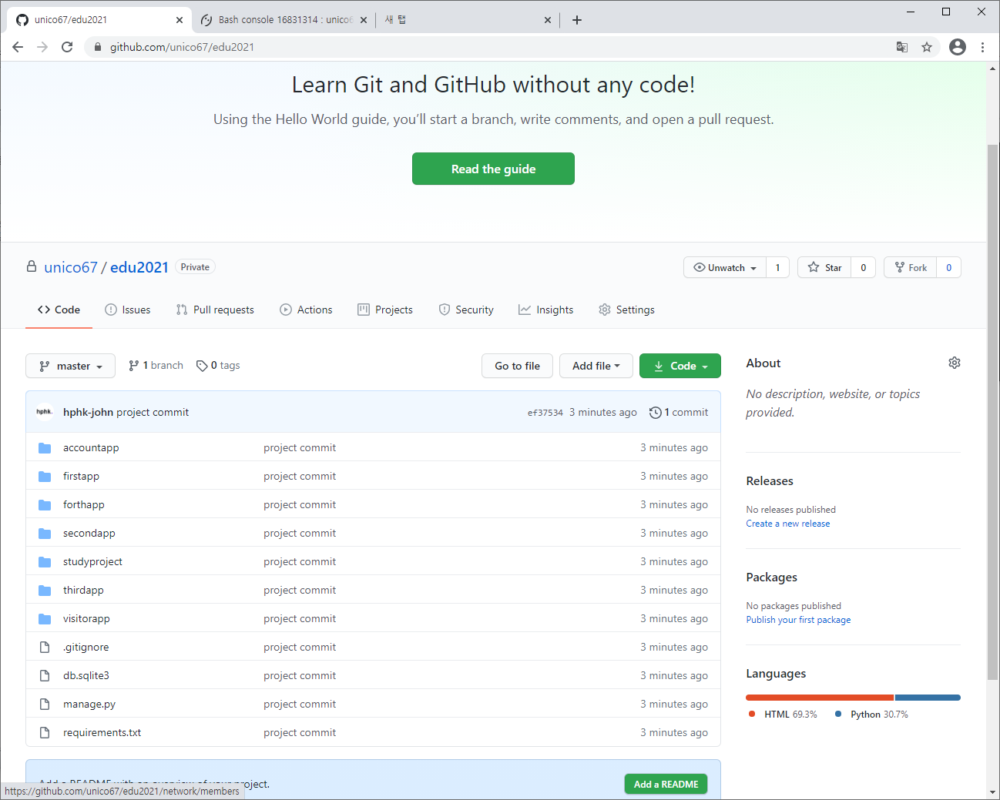 unico67/edu2021
Bash console 16831314 : unico6
새 탭
github.com/unico67/edu2021
Learn Git and GitHub without any code!
Using the Hello World guide, you’ll start a branch, write comments, and open a pull request.
Read the guide
unico67 / edu2021 Private
Unwatch 1 Star 0 Fork 0
Code Issues Pull requests Actions Projects Security Insights Settings
master 1 branch 0 tags Go to file Add file Code
hphk. hphk-john project commit ef37534 3 minutes ago 1 commit
accountapp project commit 3 minutes ago
firstapp project commit 3 minutes ago
forthapp project commit 3 minutes ago
secondapp project commit 3 minutes ago
studyproject project commit 3 minutes ago
thirdapp project commit 3 minutes ago
visitorapp project commit 3 minutes ago
.gitignore project commit 3 minutes ago
db.sqlite3 project commit 3 minutes ago
manage.py project commit 3 minutes ago
requirements.txt project commit 3 minutes ago
Add a README with an overview of your project.
Add a README
About
No description, website, or topics
provided.
Releases
No releases published
Create a new release
Packages
No packages published
Publish your first package
Languages
HTML 69.3% Python 30.7%
https://github.com/unico67/edu2021/network/members